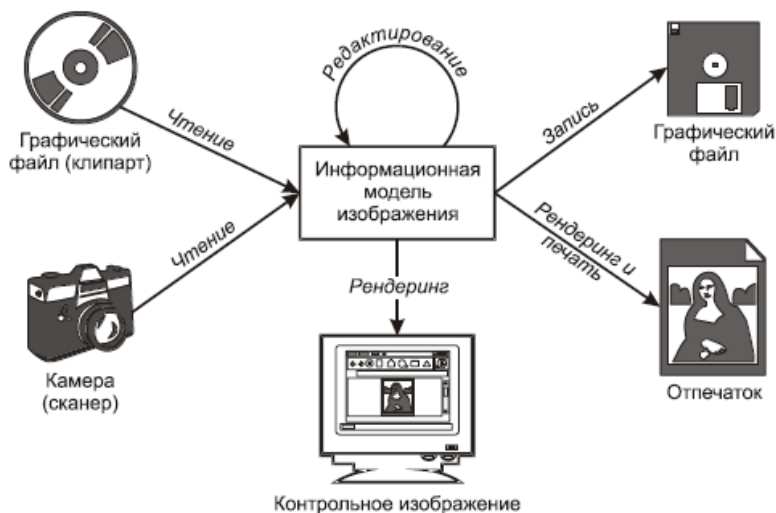 Редактирование
Чтение
Запись
Графический
файл (клипарт)
Графический
файл
Информационная
модель
изображения
Чтение
Рендеринг и
печать
Рендеринг
Камера
(сканер)
Отпечаток
Контрольное изображение